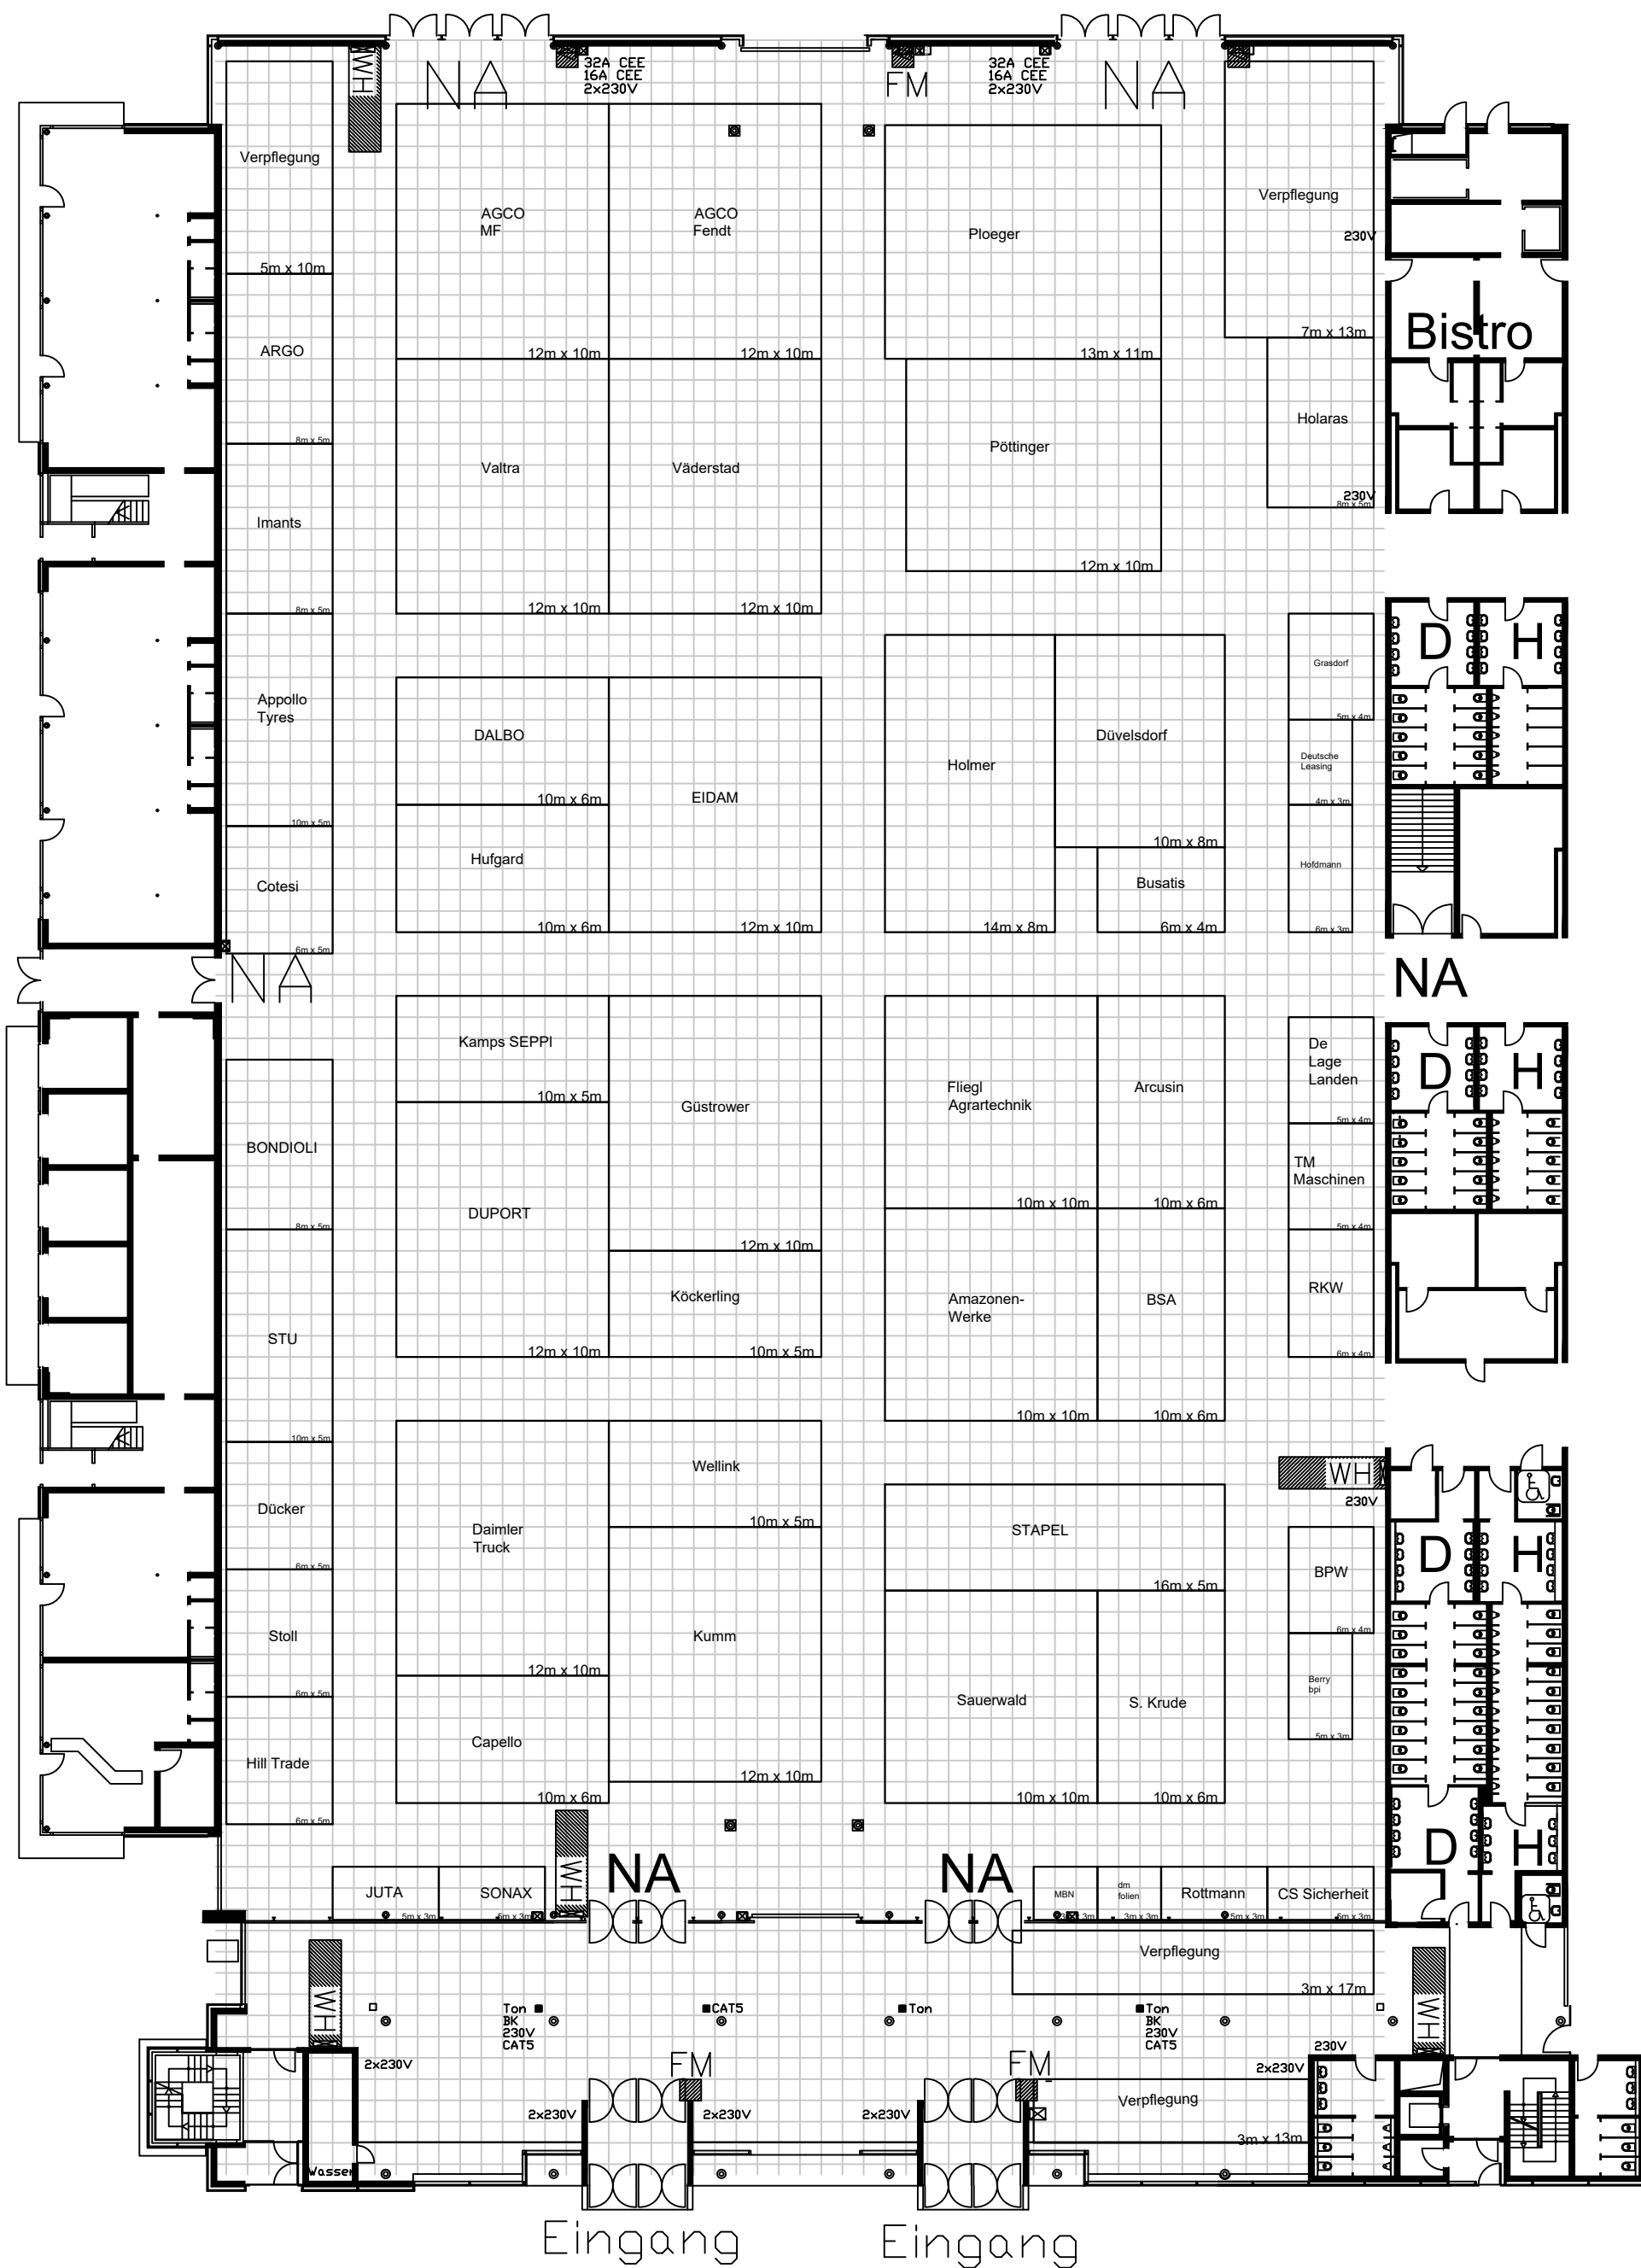 WH
NA
32A CEE
16A CEE
2x230V
FM
32A CEE
16A CEE
2x230V
NA
Verpflegung
5m x 10m
AGCO
MF
12m x 10m
AGCO
Fendt
12m x 10m
Ploeger
13m x 11m
Verpflegung
230V
7m x 13m
Bistro
ARGO
8m x 5m
Valtra
12m x 10m
Väderstad
12m x 10m
Pöttinger
12m x 10m
Holaras
230V
8m x 5m
Imants
8m x 5m
D
H
Grasdorf
5m x 4m
Appollo
Tyres
10m x 5m
DALBO
10m x 6m
EIDAM
12m x 10m
Holmer
14m x 8m
Düvelsdorf
10m x 8m
Deutsche
Leasing
4m x 3m
Hufgard
10m x 6m
Busatis
6m x 4m
Hofdmann
6m x 3m
Cotesi
6m x 5m
NA
NA
Kamps SEPPI
10m x 5m
Güstrower
12m x 10m
Fliegl
Agrartechnik
10m x 10m
Arcusin
10m x 6m
De
Lage
Landen
5m x 4m
D
H
BONDIOLI
8m x 5m
DUPORT
12m x 10m
TM
Maschinen
5m x 4m
Köckerling
10m x 5m
Amazonen-
Werke
10m x 10m
BSA
10m x 6m
RKW
6m x 4m
STU
10m x 5m
Daimler
Truck
12m x 10m
Wellink
10m x 5m
WH
230V
Dücker
6m x 5m
STAPEL
16m x 5m
BPW
6m x 4m
D
H
Stoll
6m x 5m
Kumm
12m x 10m
Sauerwald
10m x 10m
S. Krude
10m x 6m
Berry
bpi
5m x 3m
Capello
10m x 6m
Hill Trade
6m x 5m
D
H
JUTA
5m x 3m
SONAX
5m x 3m
WH
NA
NA
MBN
3m x 3m
dm
folien
3m x 3m
Rottmann
5m x 3m
CS Sicherheit
5m x 3m
Verpflegung
3m x 17m
WH
WH
Ton
BK
230V
CAT5
CAT5
Ton
Ton
BK
230V
CAT5
2x230V
FM
FM
2x230V
230V
Verpflegung
3m x 13m
2x230V
2x230V
2x230V
Wasser
Eingang
Eingang